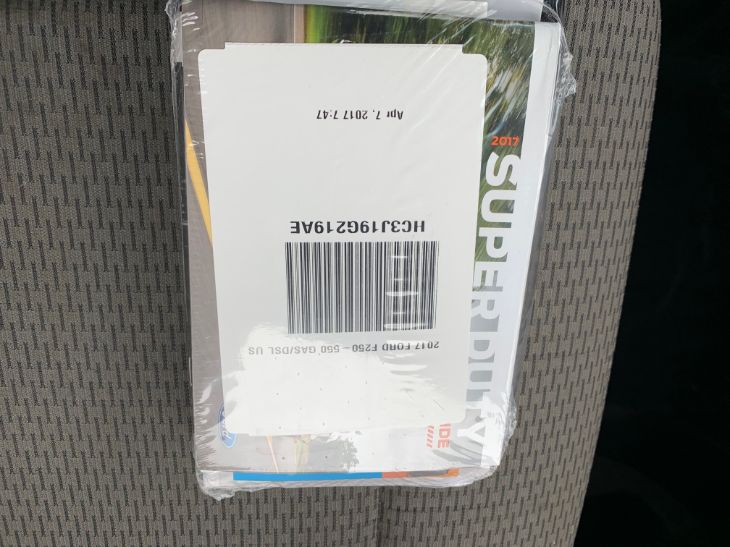 2017 FORD F250 - 550 GAS/DSL US
HC3J19G219AE
Apr 7, 2017 7:47
2017
SUPER DUTY